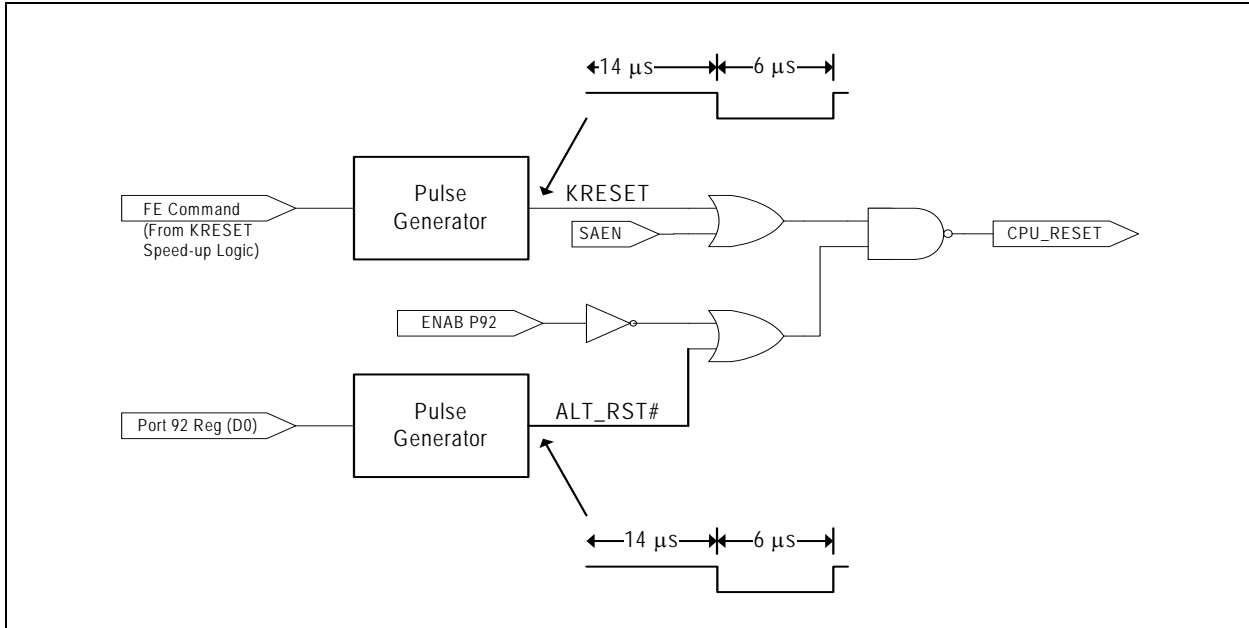 14 µs
6 µs
Pulse
Generator
KRESET
FE Command
(From KRESET
Speed-up Logic)
SAEN
CPU_RESET
ENAB P92
Pulse
Generator
ALT_RST#
Port 92 Reg (D0)
14 µs
6 µs